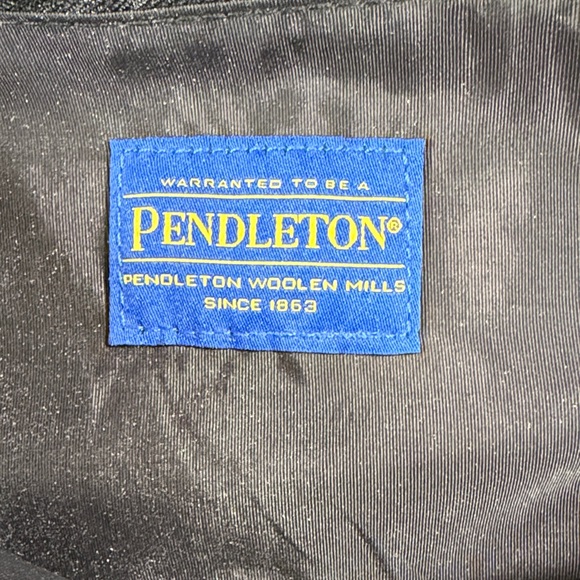 WARRANTED TO BE A
PENDLETON®
PENDLETON WOOLEN MILLS
SINCE 1863